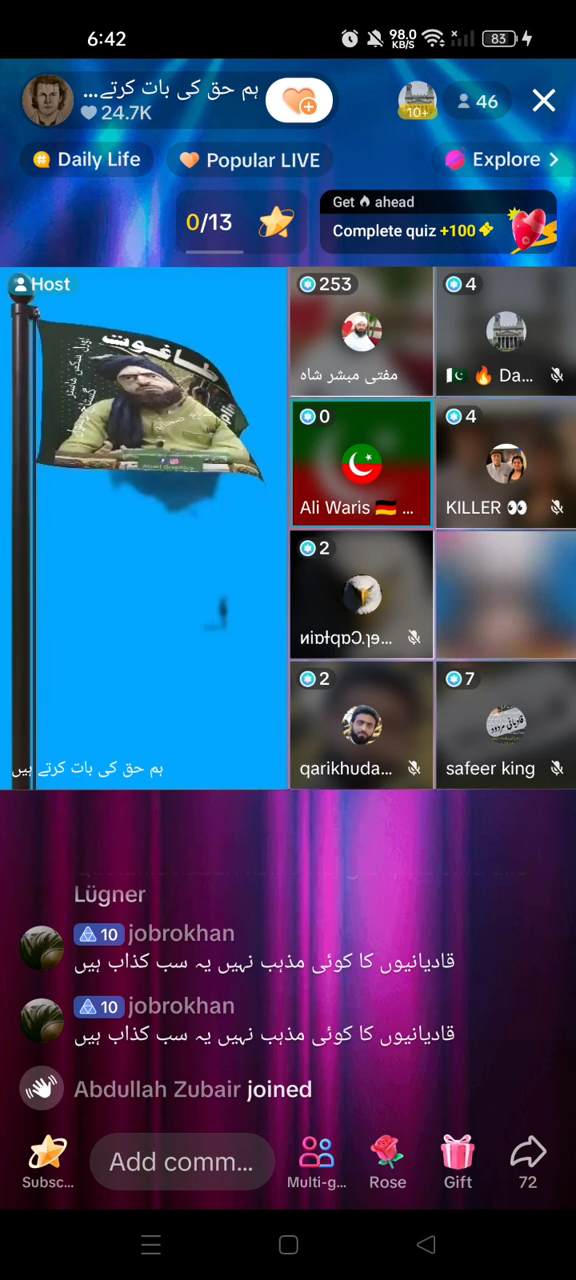 6:42
98.0
KB/S
83
ہم حق کی بات کرتے...
24.7K
10+
46
Daily Life
Popular LIVE
Explore >
0/13
Get ahead
Complete quiz +100
Host
طاغوت
ہم حق کی بات کرتے ہیں
253
مفتی مبشر شاہ
4
Da...
0
Ali Waris 🇩🇪 ...
4
KILLER 👀
2
2
qarikhuda...
7
قادیانی مردود
safeer king
Lügner
10 jobrokhan
قادیانیوں کا کوئی مذہب نہیں یہ سب کذاب ہیں
10 jobrokhan
قادیانیوں کا کوئی مذہب نہیں یہ سب کذاب ہیں
Abdullah Zubair joined
Subsc...
Add comm...
Multi-g...
Rose
Gift
72